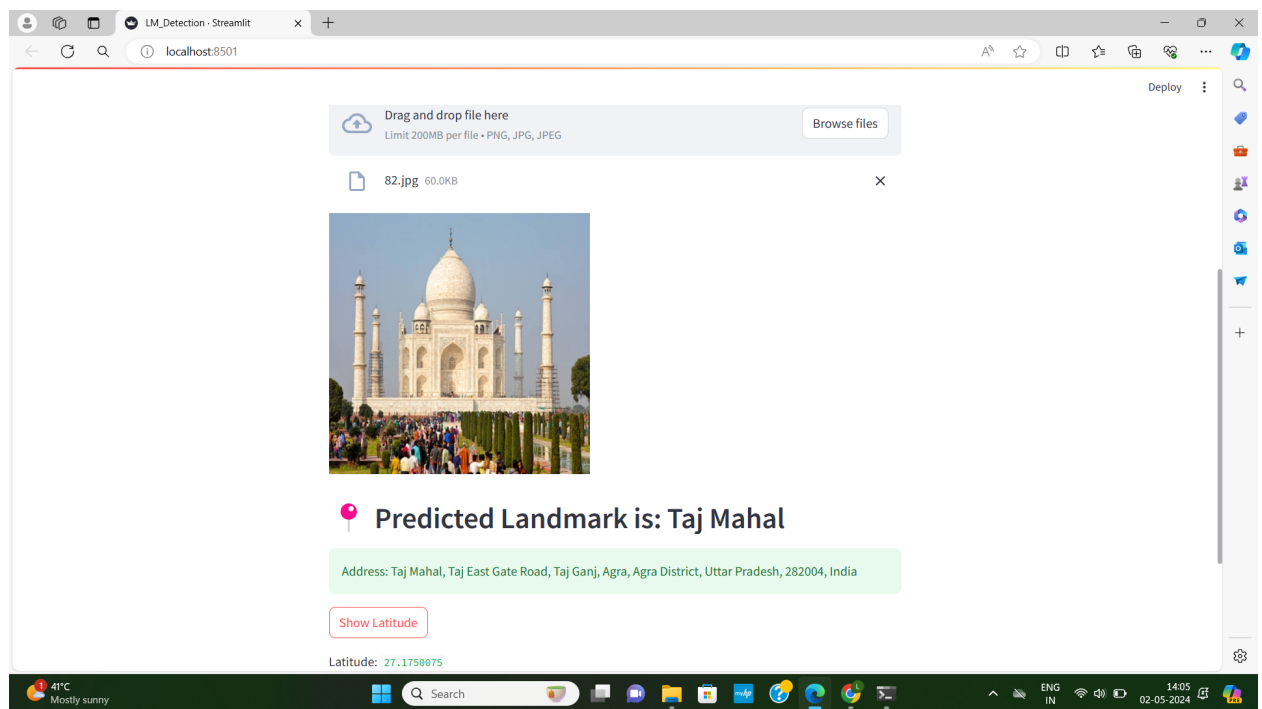 LM_Detection · Streamlit
localhost:8501
Deploy
Drag and drop file here
Limit 200MB per file • PNG, JPG, JPEG
Browse files
82.jpg 60.0KB
Predicted Landmark is: Taj Mahal
Address: Taj Mahal, Taj East Gate Road, Taj Ganj, Agra, Agra District, Uttar Pradesh, 282004, India
Show Latitude
Latitude: 27.1750075
1
41°C
Mostly sunny
Search
mhp
ENG
IN
14:05
02-05-2024